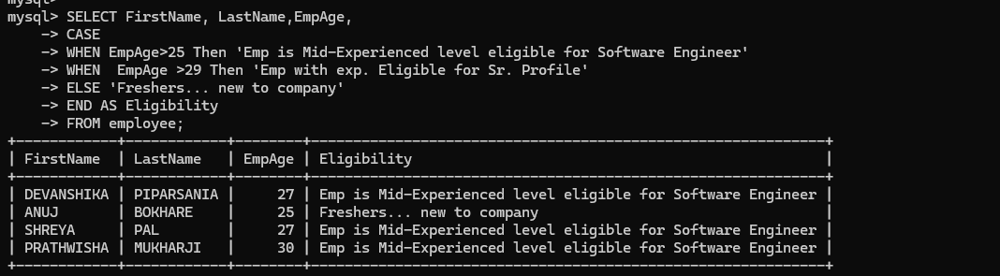 mysql>
mysql> SELECT FirstName, LastName,EmpAge,
    -> CASE
    -> WHEN EmpAge>25 Then 'Emp is Mid-Experienced level eligible for Software Engineer'
    -> WHEN  EmpAge >29 Then 'Emp with exp. Eligible for Sr. Profile'
    -> ELSE 'Freshers... new to company'
    -> END AS Eligibility
    -> FROM employee;
+------------+------------+--------+-------------------------------------------------------------+
| FirstName  | LastName   | EmpAge | Eligibility                                                 |
+------------+------------+--------+-------------------------------------------------------------+
| DEVANSHIKA | PIPARSANIA |     27 | Emp is Mid-Experienced level eligible for Software Engineer |
| ANUJ       | BOKHARE    |     25 | Freshers... new to company                                  |
| SHREYA     | PAL        |     27 | Emp is Mid-Experienced level eligible for Software Engineer |
| PRATHWISHA | MUKHARJI   |     30 | Emp is Mid-Experienced level eligible for Software Engineer |
+------------+------------+--------+-------------------------------------------------------------+